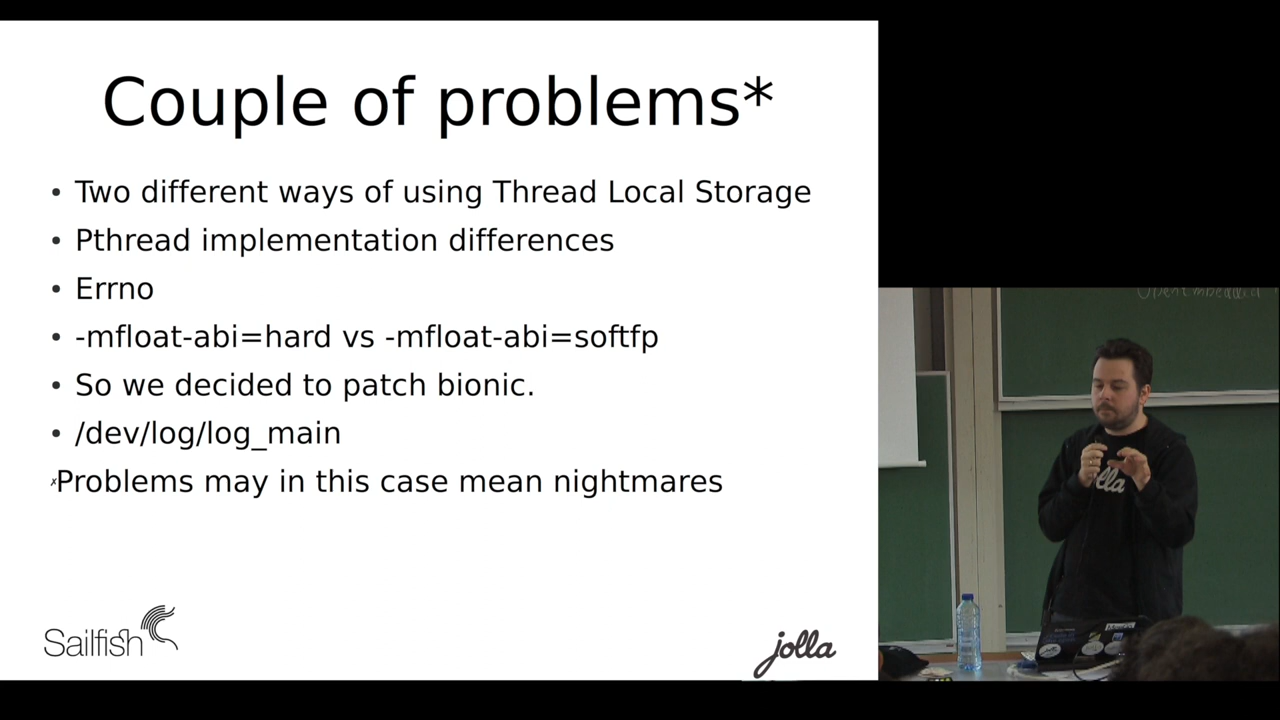 Couple of problems*
• Two different ways of using Thread Local Storage
• Pthread implementation differences
• Errno
• -mfloat-abi=hard vs -mfloat-abi=softfp
• So we decided to patch bionic.
• /dev/log/log_main
✗Problems may in this case mean nightmares
Sailfish
jolla
OpenEmbedded
lla